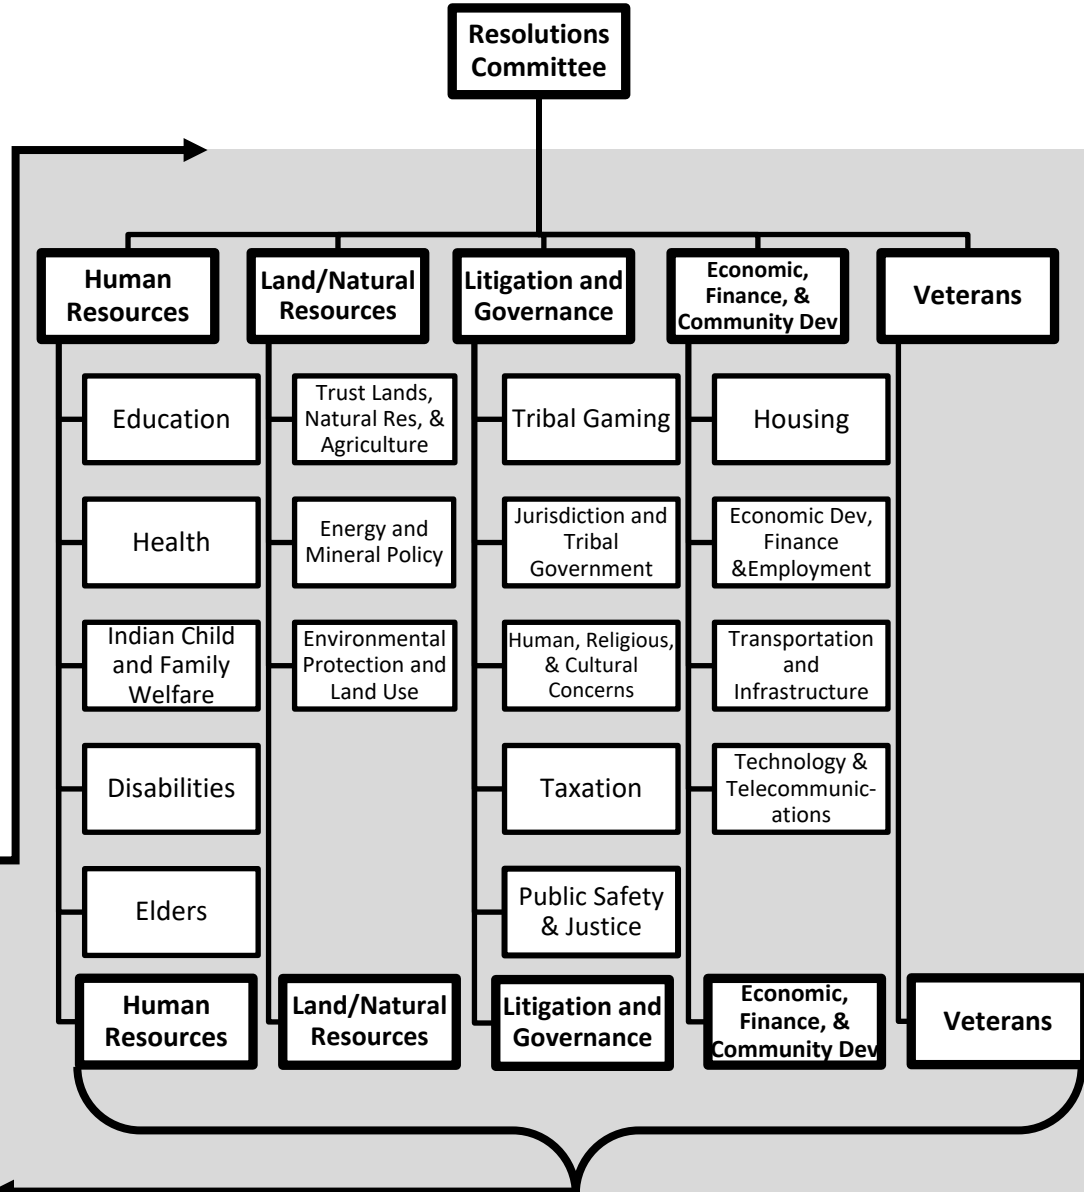 Resolutions
Committee
Human
Resources
Land/Natural
Resources
Litigation and
Governance
Economic,
Finance, &
Community Dev
Veterans
Education
Trust Lands,
Natural Res, &
Agriculture
Tribal Gaming
Housing
Health
Energy and
Mineral Policy
Jurisdiction and
Tribal
Government
Economic Dev,
Finance
&Employment
Indian Child
and Family
Welfare
Environmental
Protection and
Land Use
Human, Religious,
& Cultural
Concerns
Transportation
and
Infrastructure
Disabilities
Taxation
Technology &
Telecommunic-
ations
Elders
Public Safety
& Justice
Human
Resources
Land/Natural
Resources
Litigation and
Governance
Economic,
Finance, &
Community Dev
Veterans